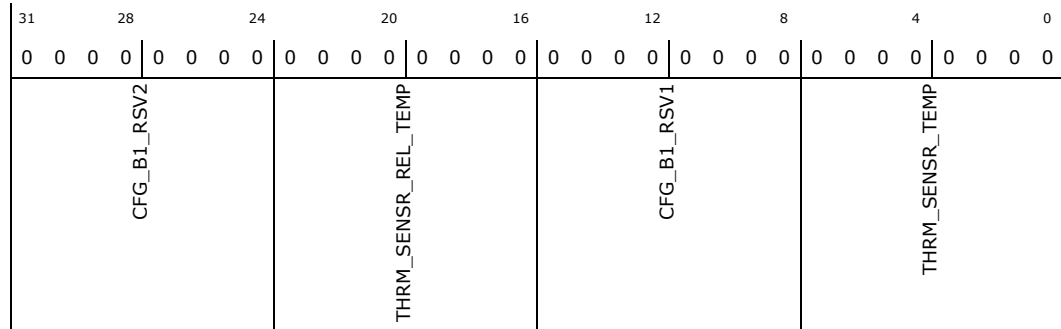 31 28 24 20 16 12 8 4 0
0 0 0 0 0 0 0 0 0 0 0 0 0 0 0 0 0 0 0 0 0 0 0 0 0 0 0 0 0 0 0 0
CFG_B1_RSV2
THRM_SENSR_REL_TEMP
CFG_B1_RSV1
THRM_SENSR_TEMP